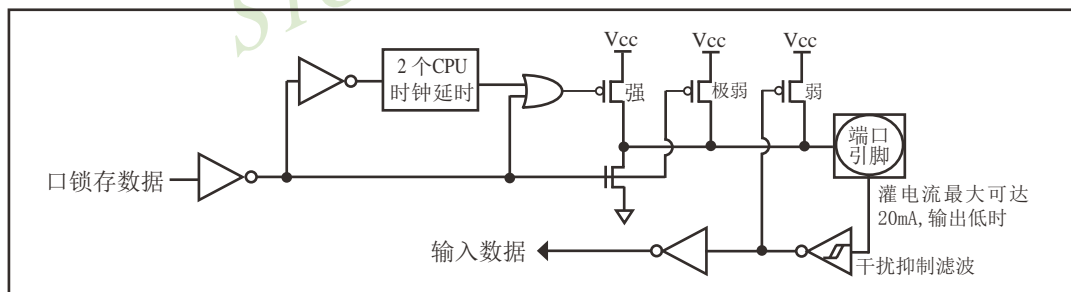 Vcc
Vcc
Vcc
2 个CPU
时钟延时
强
极弱
弱
端口
引脚
口锁存数据
灌电流最大可达
20mA,输出低时
输入数据
干扰抑制滤波